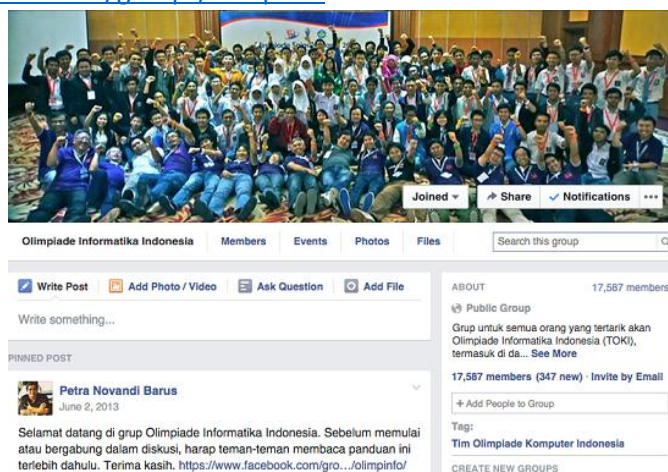 Joined
Share
Notifications
Olimpiade Informatika Indonesia
Members
Events
Photos
Files
Search this group
Write Post
Add Photo / Video
Ask Question
Add File
Write something...
PINNED POST
Petra Novandi Barus
June 2, 2013
Selamat datang di grup Olimpiade Informatika Indonesia. Sebelum memulai
atau bergabung dalam diskusi, harap teman-teman membaca panduan ini
terlebih dahulu. Terima kasih. https://www.facebook.com/gro.../olimpinfo/
ABOUT
17,587 members
Public Group
Grup untuk semua orang yang tertarik akan
Olimpiade Informatika Indonesia (TOKI),
termasuk di da... See More
17,587 members (347 new) · Invite by Email
+ Add People to Group
Tag:
Tim Olimpiade Komputer Indonesia
CREATE NEW GROUPS